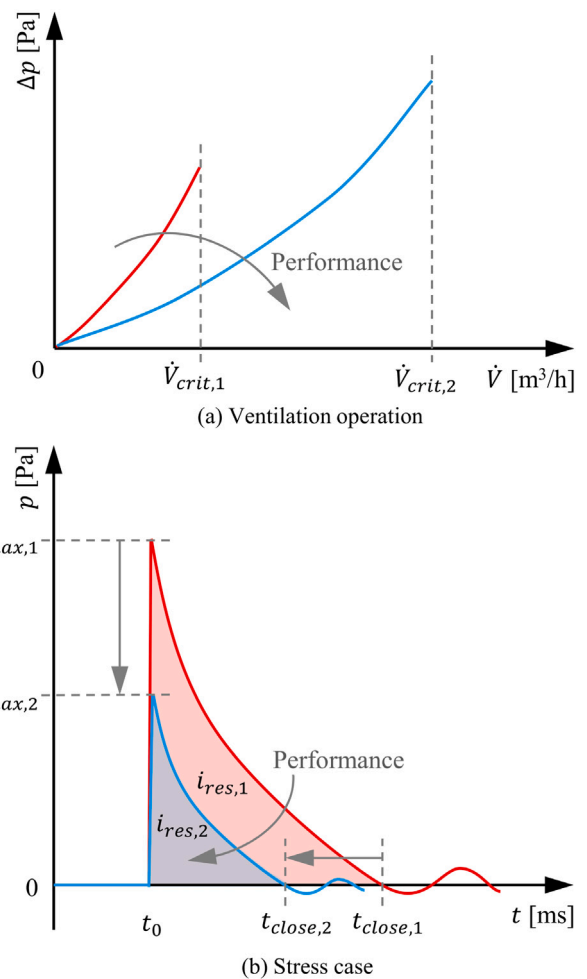 Δp [Pa]
Performance
0
V̇crit,1
V̇crit,2
V̇ [m³/h]
(a) Ventilation operation
p [Pa]
ax,1
ax,2
Performance
ires,1
ires,2
0
t0
tclose,2
tclose,1
t [ms]
(b) Stress case